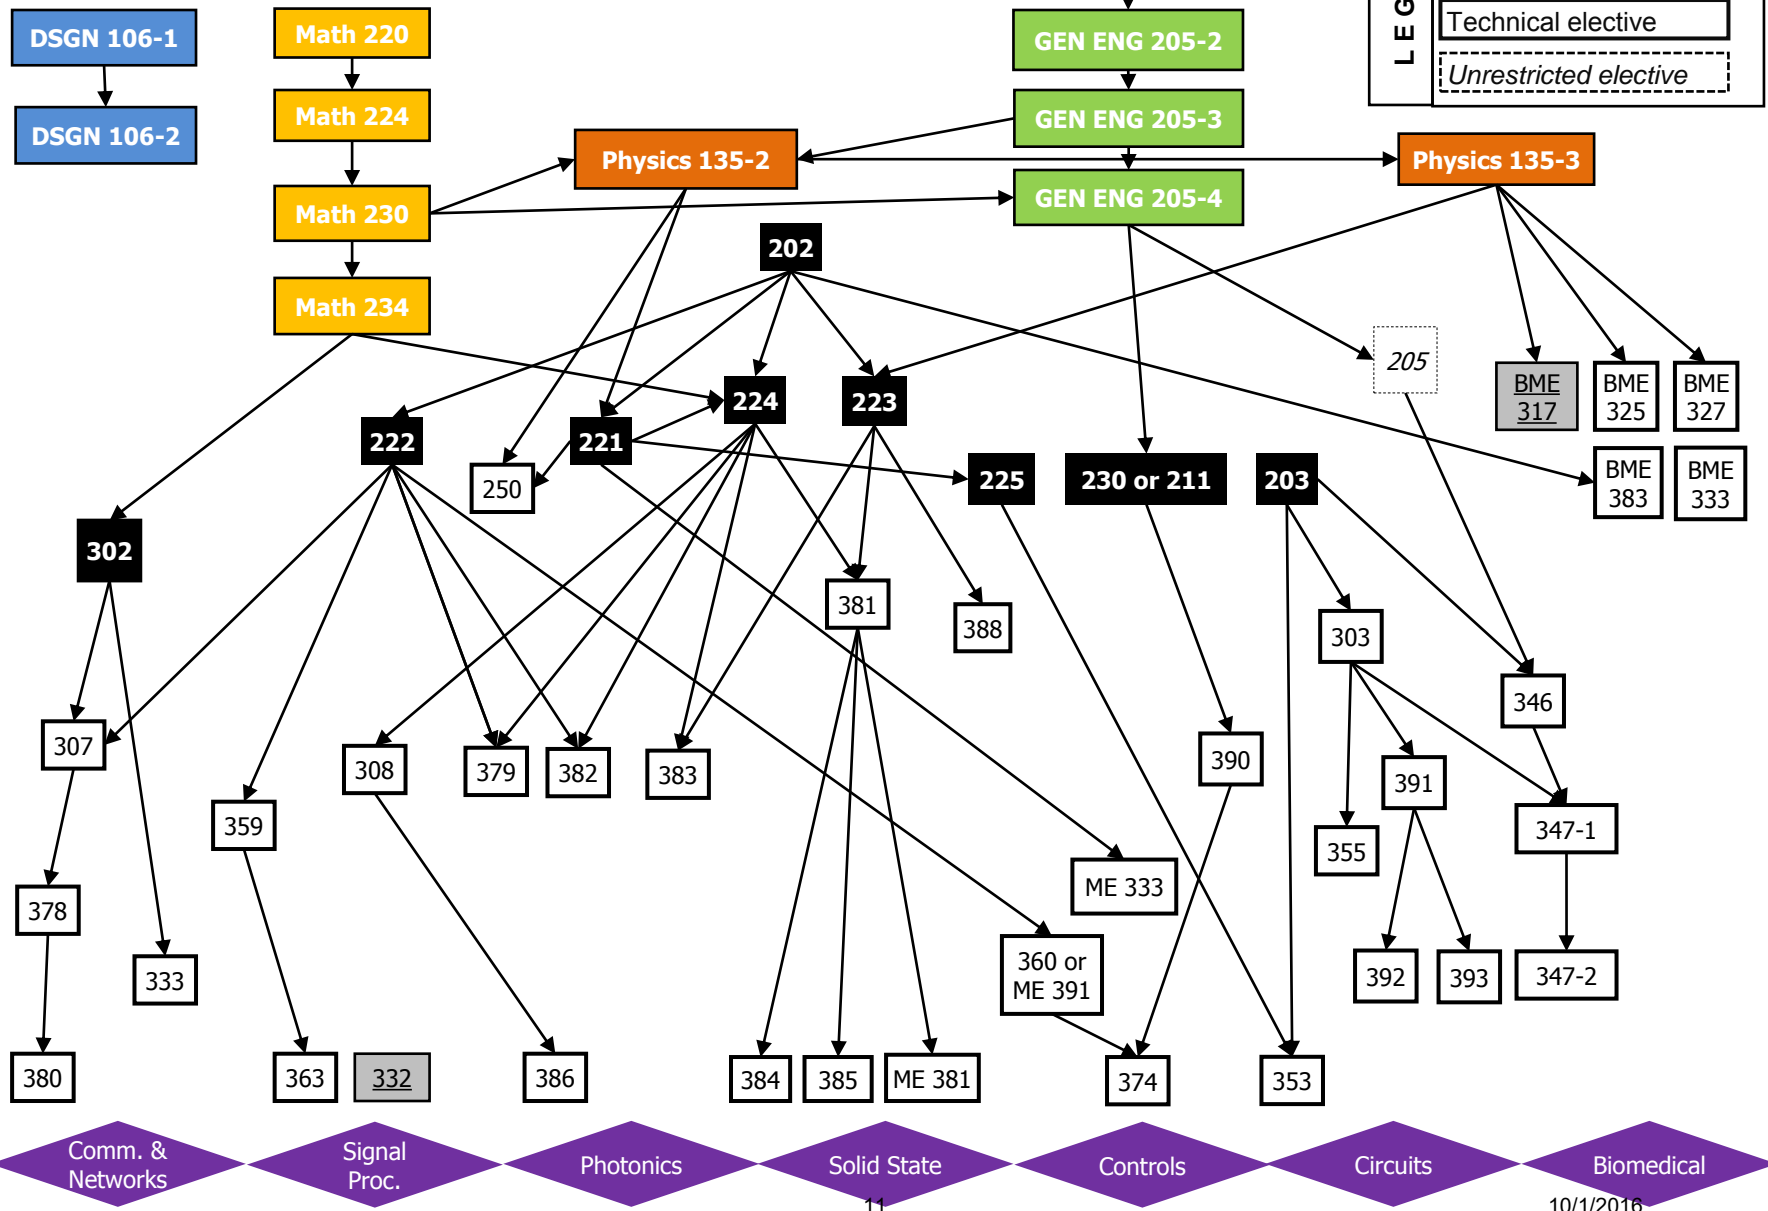 DSGN 106-1
Math 220
GEN ENG 205-2
L E G
Technical elective
Unrestricted elective
DSGN 106-2
Math 224
GEN ENG 205-3
Physics 135-2
Physics 135-3
Math 230
GEN ENG 205-4
202
Math 234
205
BME
317
BME
325
BME
327
224
223
222
221
250
225
230 or 211
203
BME
383
BME
333
302
381
388
303
346
307
308
379
382
383
390
391
359
355
347-1
ME 333
378
333
360 or
ME 391
392
393
347-2
380
363
332
386
384
385
ME 381
374
353
Comm. &
Networks
Signal
Proc.
Photonics
Solid State
Controls
Circuits
Biomedical
11
10/1/2016